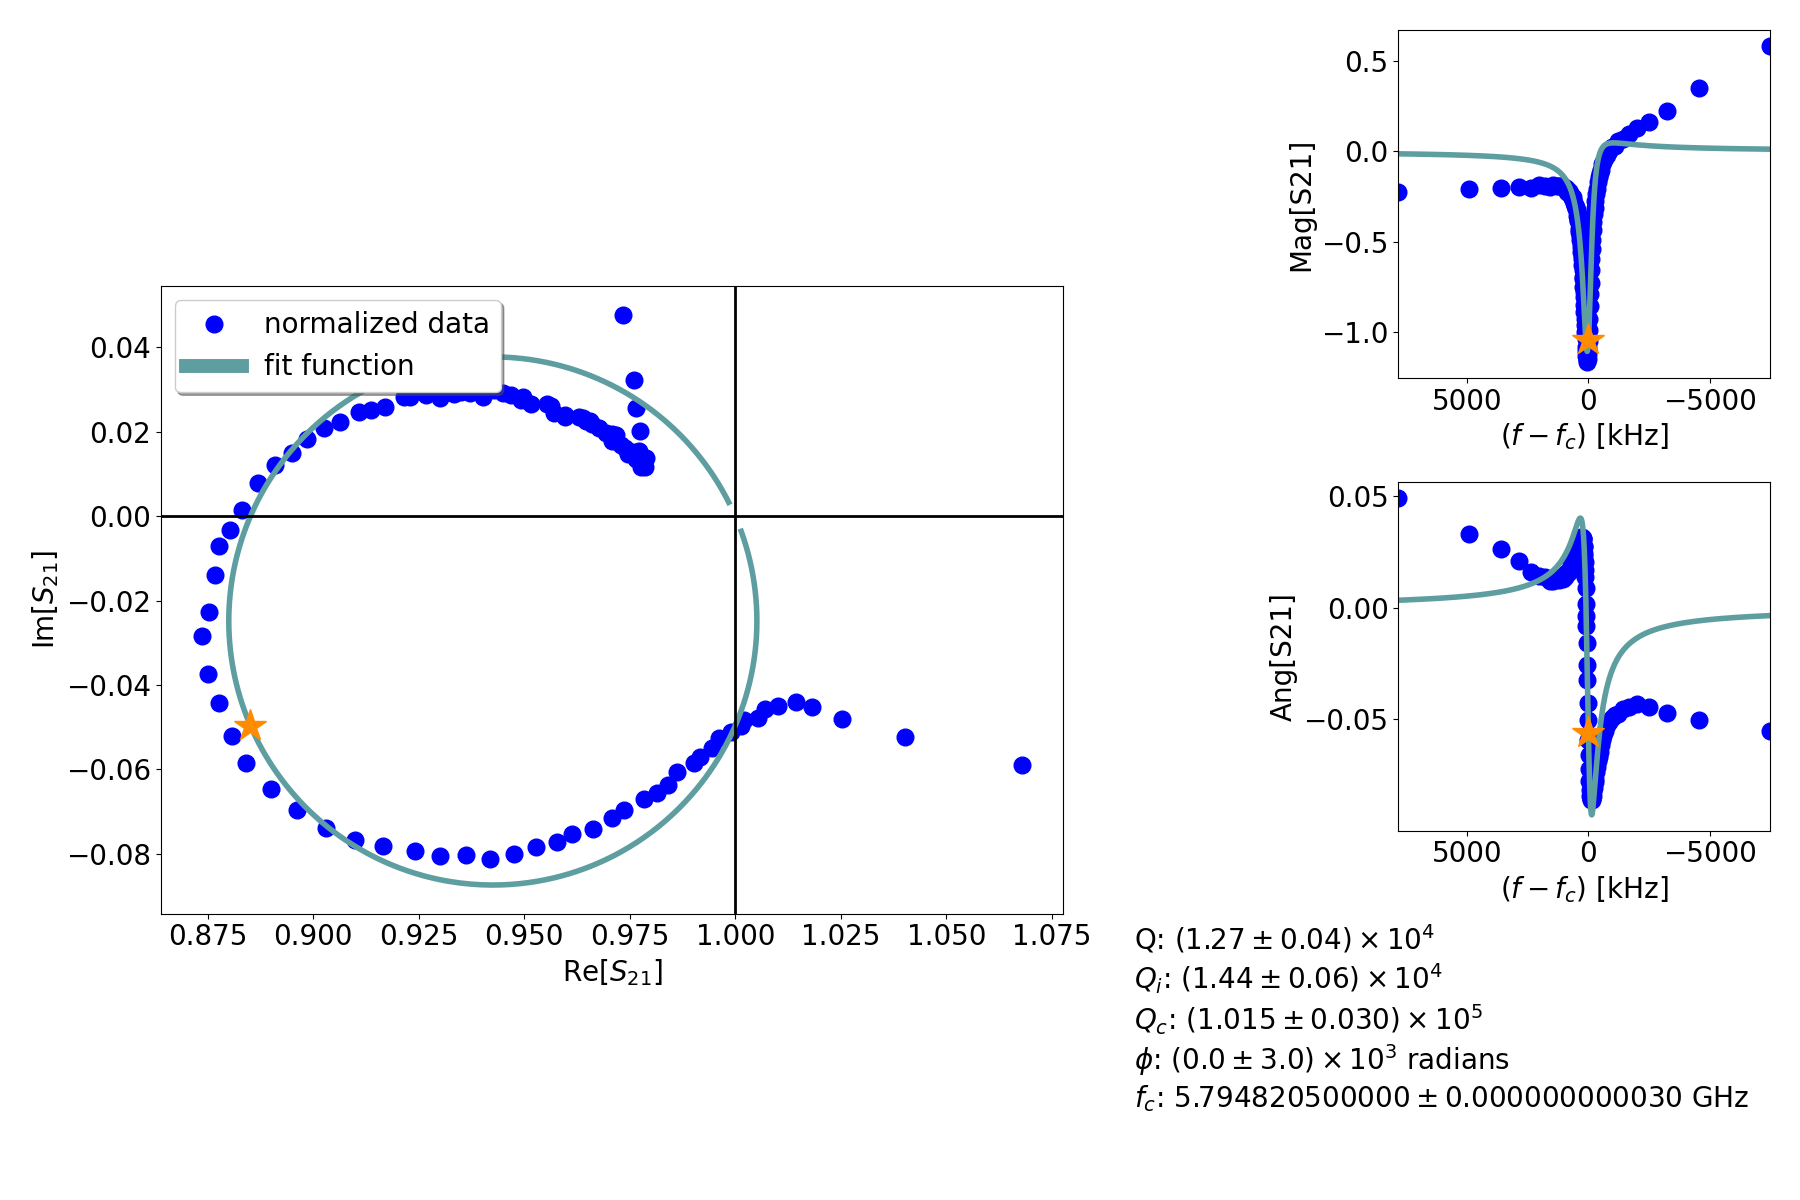 normalized data
fit function
0.04
0.02
0.00
−0.02
−0.04
−0.06
−0.08
Im[S21]
0.875 0.900 0.925 0.950 0.975 1.000 1.025 1.050 1.075
Re[S21]
0.5
0.0
−0.5
−1.0
Mag[S21]
5000 0 −5000
(f − fc) [kHz]
0.05
0.00
−0.05
Ang[S21]
5000 0 −5000
(f − fc) [kHz]
Q: (1.27 ± 0.04) × 10^4
Qi: (1.44 ± 0.06) × 10^4
Qc: (1.015 ± 0.030) × 10^5
ϕ: (0.0 ± 3.0) × 10^3 radians
fc: 5.794820500000 ± 0.000000000030 GHz